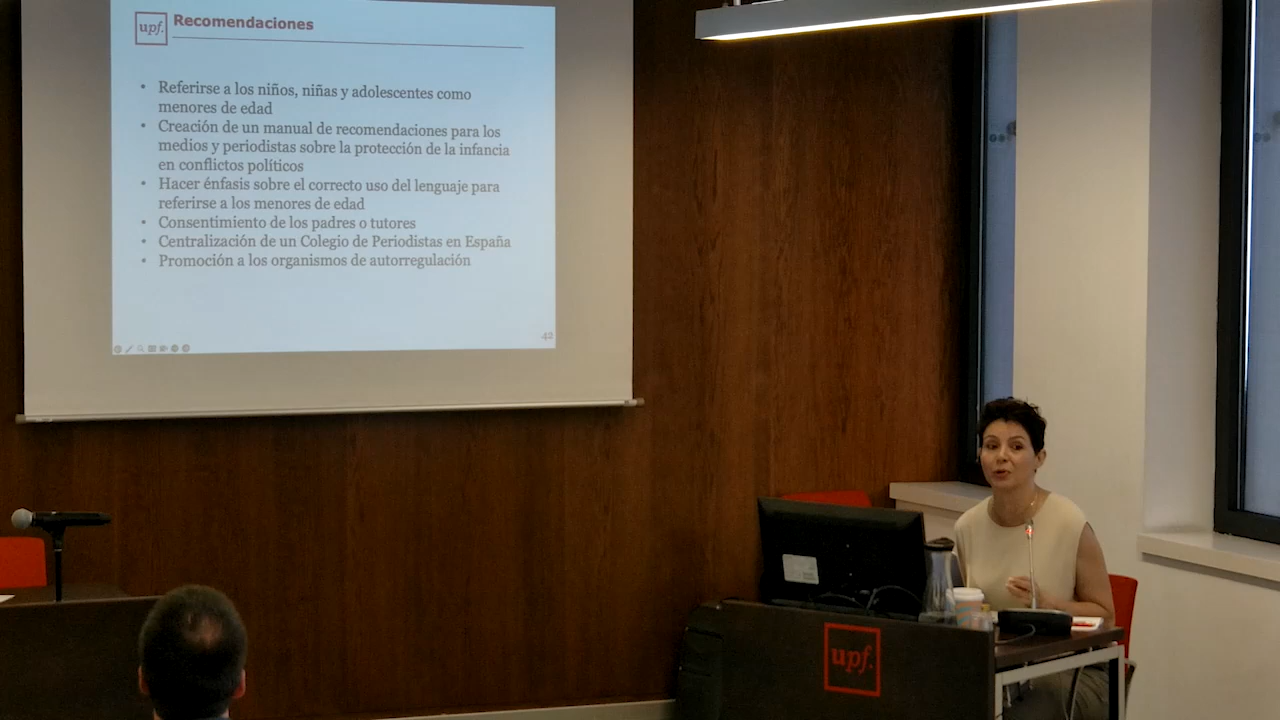 upf.
Recomendaciones
• Referirse a los niños, niñas y adolescentes como
menores de edad
• Creación de un manual de recomendaciones para los
medios y periodistas sobre la protección de la infancia
en conflictos políticos
• Hacer énfasis sobre el correcto uso del lenguaje para
referirse a los menores de edad
• Consentimiento de los padres o tutores
• Centralización de un Colegio de Periodistas en España
• Promoción a los organismos de autorregulación
42
upf.